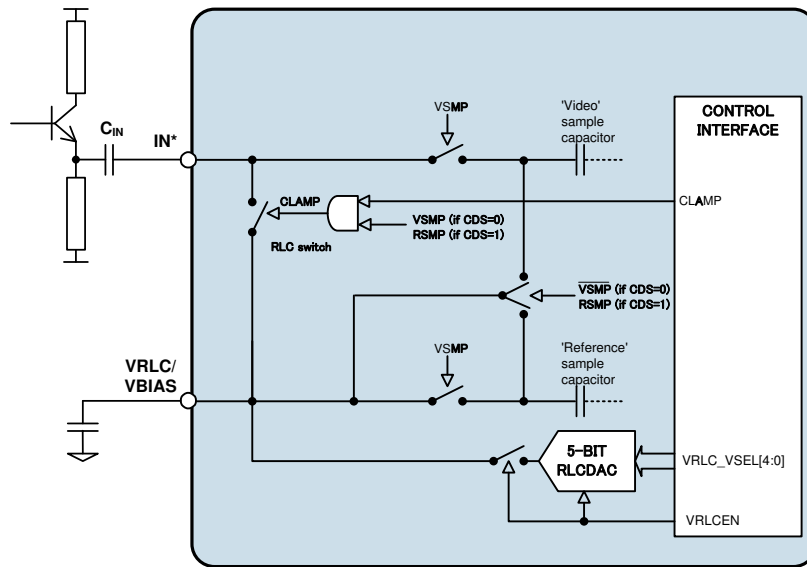 VSMP
'Video'
sample
capacitor
CONTROL
INTERFACE
CIN
IN*
CLAMP
CLAMP
VSMP (if CDS=0)
RSMP (if CDS=1)
RLC switch
VSMP (if CDS=0)
RSMP (if CDS=1)
VRLC/
VBIAS
VSMP
'Reference'
sample
capacitor
5-BIT
RLCDAC
VRLC_VSEL[4:0]
VRLCEN